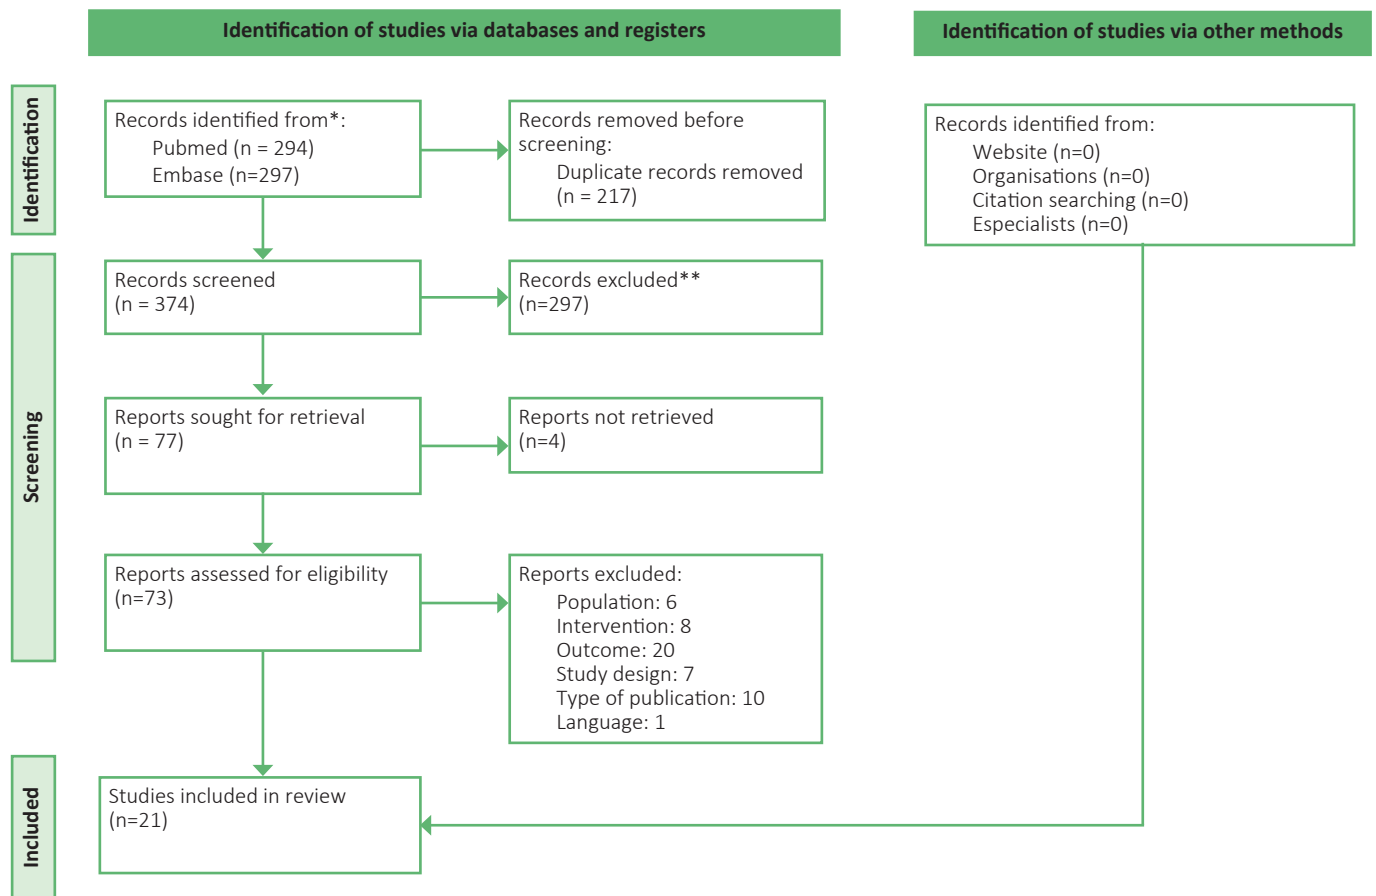 Identification of studies via databases and registers
Identification of studies via other methods
Identification
Records identified from*:
Pubmed (n = 294)
Embase (n=297)
Records removed before
screening:
Duplicate records removed
(n = 217)
Records identified from:
Website (n=0)
Organisations (n=0)
Citation searching (n=0)
Especialists (n=0)
Screening
Records screened
(n = 374)
Records excluded**
(n=297)
Reports sought for retrieval
(n = 77)
Reports not retrieved
(n=4)
Reports assessed for eligibility
(n=73)
Reports excluded:
Population: 6
Intervention: 8
Outcome: 20
Study design: 7
Type of publication: 10
Language: 1
Included
Studies included in review
(n=21)